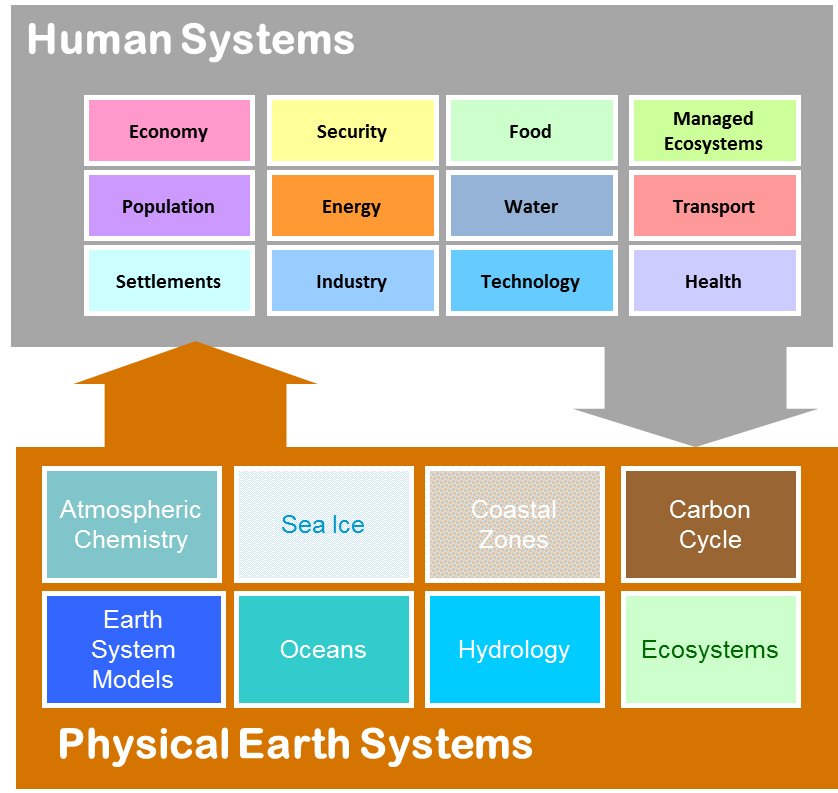 Human Systems
Economy
Security
Food
Managed
Ecosystems
Population
Energy
Water
Transport
Settlements
Industry
Technology
Health
Atmospheric
Chemistry
Sea Ice
Coastal
Zones
Carbon
Cycle
Earth
System
Models
Oceans
Hydrology
Ecosystems
Physical Earth Systems